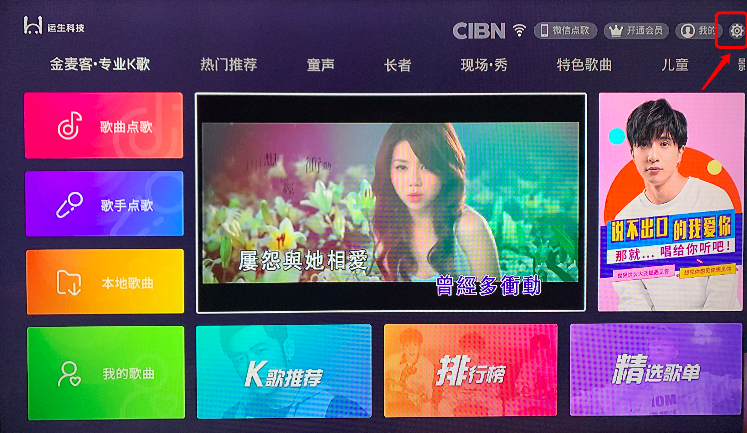 运生科技
CIBN
微信点歌
开通会员
我的
金麦客·专业K歌
热门推荐
童声
长者
现场·秀
特色歌曲
儿童
歌曲点歌
歌手点歌
本地歌曲
我的歌曲
屢怨與她相愛
曾經多衝動
说不出口的我爱你
那就...唱给你听吧!
K歌推荐
排行榜
精选歌单